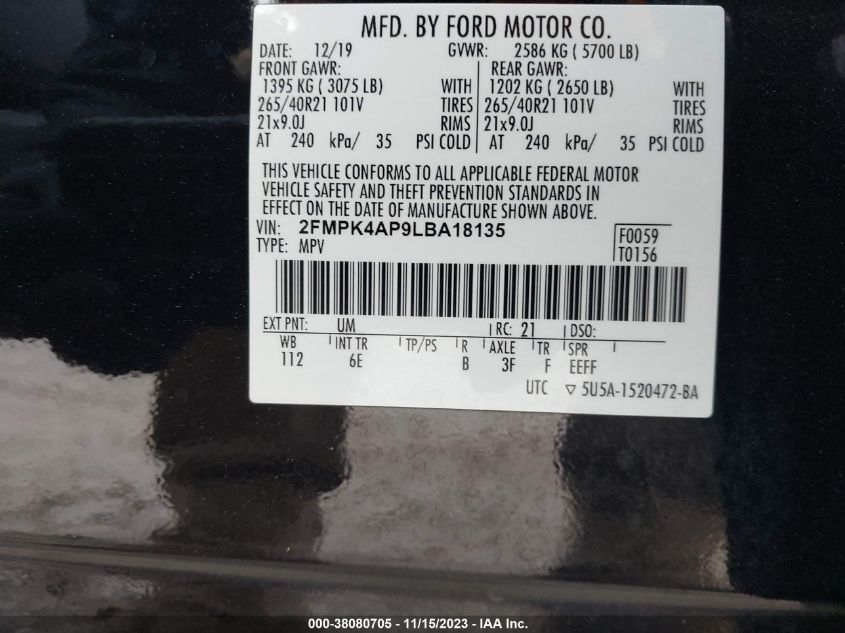 MFD. BY FORD MOTOR CO.
DATE: 12/19 GVWR: 2586 KG ( 5700 LB)
FRONT GAWR: REAR GAWR:
1395 KG ( 3075 LB) WITH 1202 KG ( 2650 LB) WITH
265/40R21 101V TIRES 265/40R21 101V TIRES
21x9.0J RIMS 21x9.0J RIMS
AT 240 kPa/ 35 PSI COLD AT 240 kPa/ 35 PSI COLD
THIS VEHICLE CONFORMS TO ALL APPLICABLE FEDERAL MOTOR
VEHICLE SAFETY AND THEFT PREVENTION STANDARDS IN
EFFECT ON THE DATE OF MANUFACTURE SHOWN ABOVE.
VIN: 2FMPK4AP9LBA18135 F0059
TYPE: MPV T0156
EXT PNT: UM RC: 21 DSO:
WB INT TR TP/PS R AXLE TR SPR
112 6E B 3F F EEFF
UTC ▽ 5U5A-1520472-BA
000-38080705 - 11/15/2023 - IAA Inc.